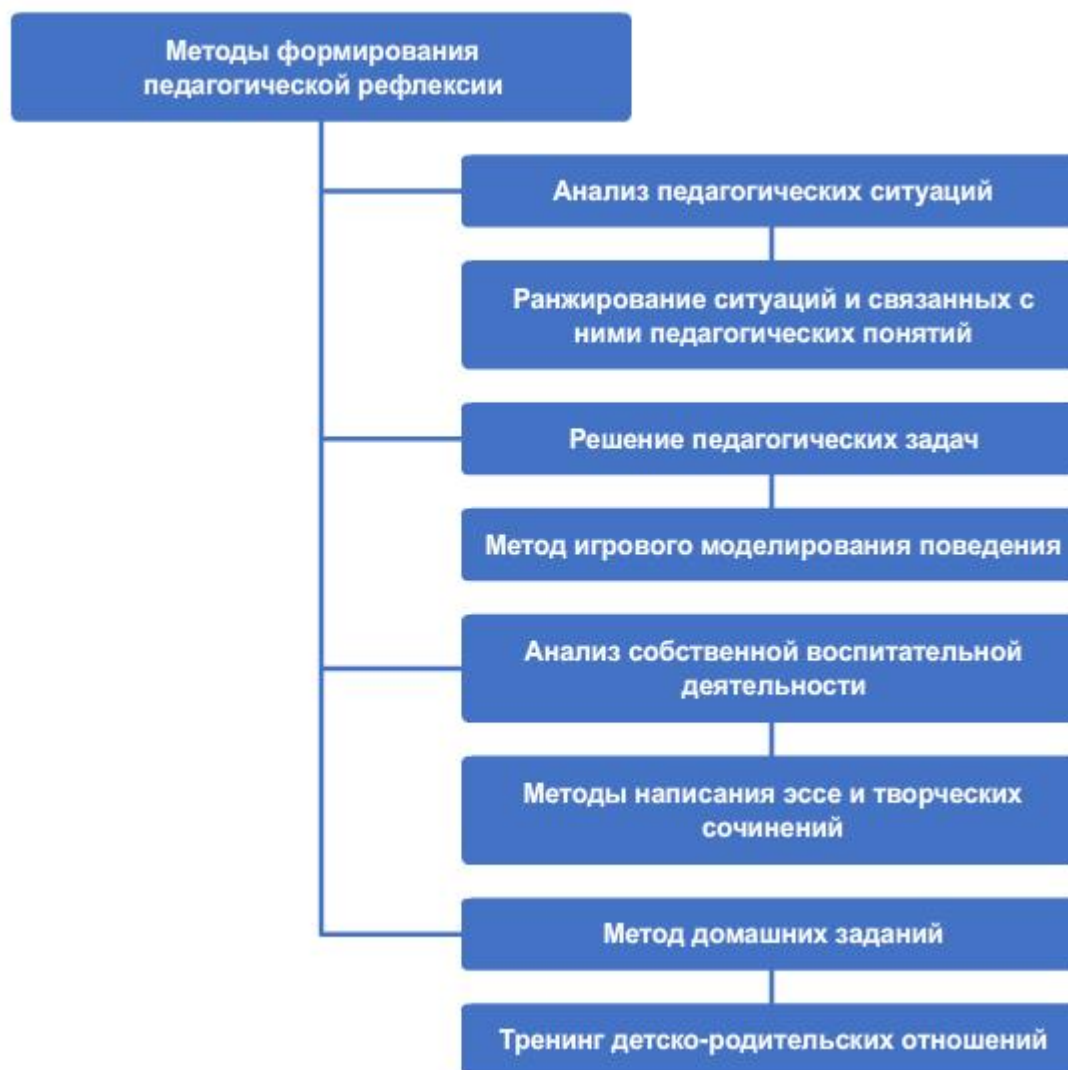 Методы формирования
педагогической рефлексии
Анализ педагогических ситуаций
Ранжирование ситуаций и связанных с
ними педагогических понятий
Решение педагогических задач
Метод игрового моделирования поведения
Анализ собственной воспитательной
деятельности
Методы написания эссе и творческих
сочинений
Метод домашних заданий
Тренинг детско-родительских отношений